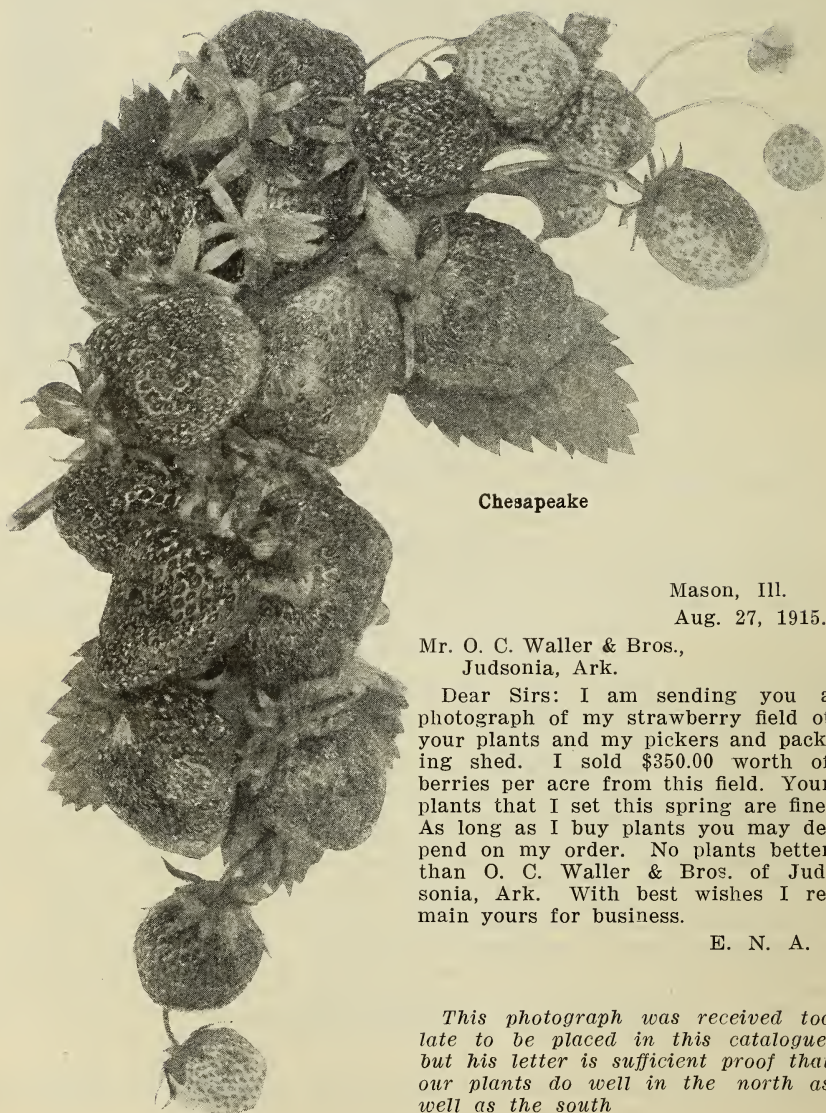 Chesapeake
Mason, Ill.
Aug. 27, 1915.
Mr. O. C. Waller & Bros.,
Judsonia, Ark.
Dear Sirs: I am sending you a
photograph of my strawberry field of
your plants and my pickers and pack
ing shed. I sold $350.00 worth of
berries per acre from this field. Your
plants that I set this spring are fine
As long as I buy plants you may de
pend on my order. No plants better
than O. C. Waller & Bros. of Jud
sonia, Ark. With best wishes I re
main yours for business.
E. N. A.
This photograph was received too
late to be placed in this catalogue
but his letter is sufficient proof that
our plants do well in the north as
well as the south